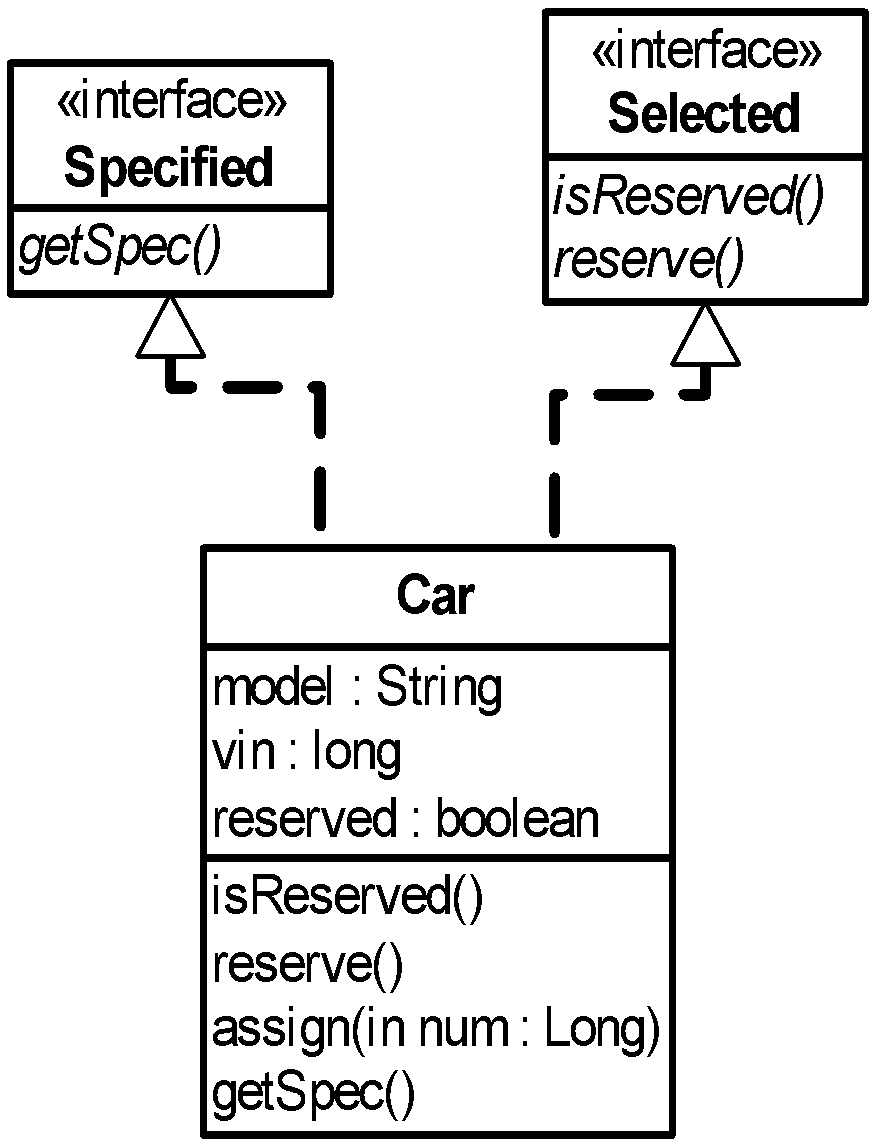 «interface»
Specified
getSpec()
«interface»
Selected
isReserved()
reserve()
Car
model : String
vin : long
reserved : boolean
isReserved()
reserve()
assign(in num : Long)
getSpec()